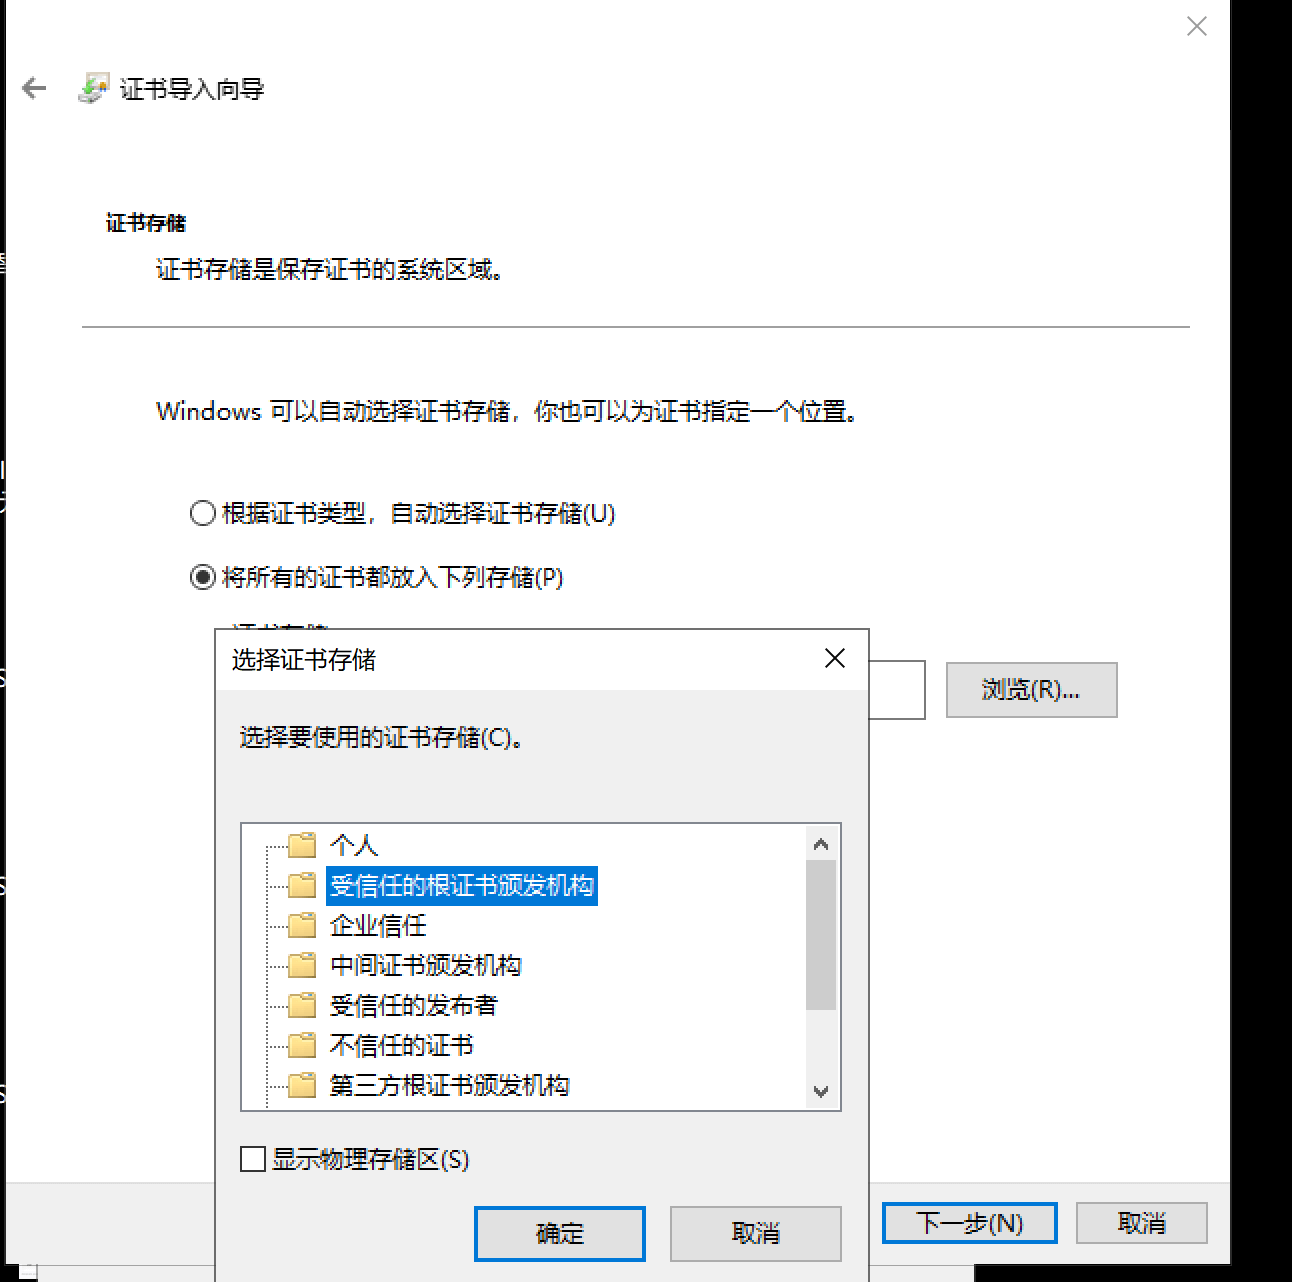 证书导入向导
证书存储
证书存储是保存证书的系统区域。
Windows 可以自动选择证书存储，你也可以为证书指定一个位置。
根据证书类型，自动选择证书存储(U)
将所有的证书都放入下列存储(P)
选择证书存储
浏览(R)...
选择要使用的证书存储(C)。
个人
受信任的根证书颁发机构
企业信任
中间证书颁发机构
受信任的发布者
不信任的证书
第三方根证书颁发机构
显示物理存储区(S)
确定
取消
下一步(N)
取消